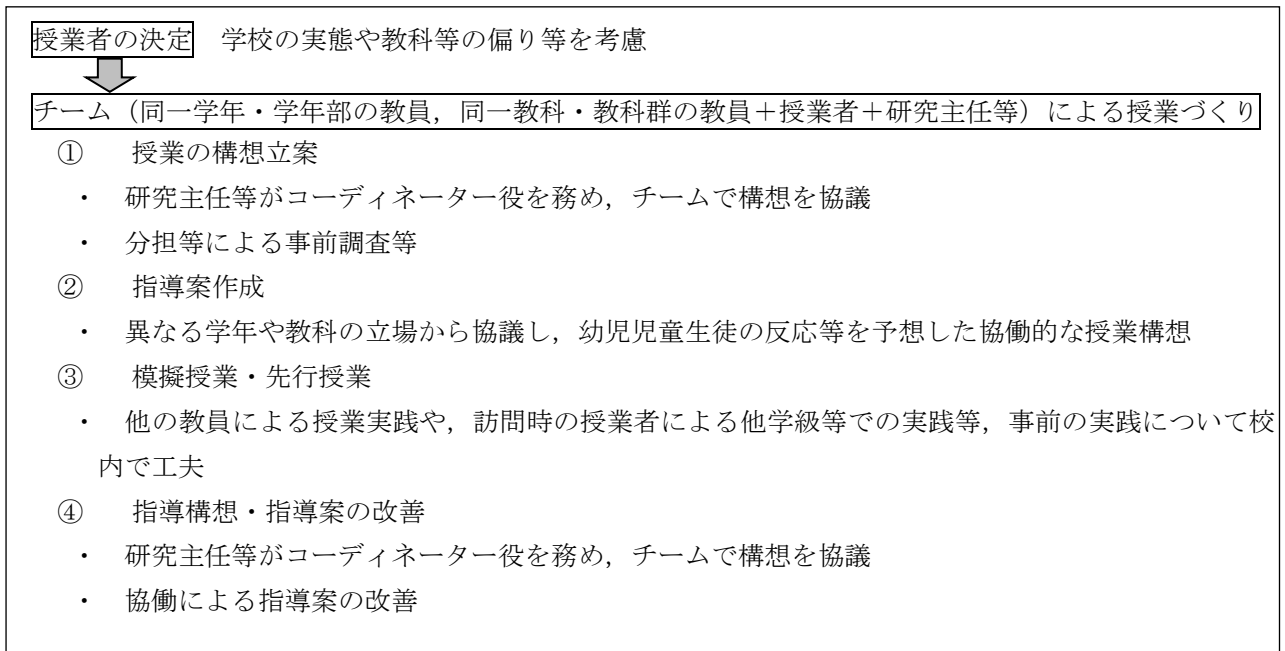 授業者の決定　学校の実態や教科等の偏り等を考慮
チーム（同一学年・学年部の教員，同一教科・教科群の教員＋授業者＋研究主任等）による授業づくり
①　授業の構想立案
・　研究主任等がコーディネーター役を務め，チームで構想を協議
・　分担等による事前調査等
②　指導案作成
・　異なる学年や教科の立場から協議し，幼児児童生徒の反応等を予想した協働的な授業構想
③　模擬授業・先行授業
・　他の教員による授業実践や，訪問時の授業者による他学級等での実践等，事前の実践について校
内で工夫
④　指導構想・指導案の改善
・　研究主任等がコーディネーター役を務め，チームで構想を協議
・　協働による指導案の改善